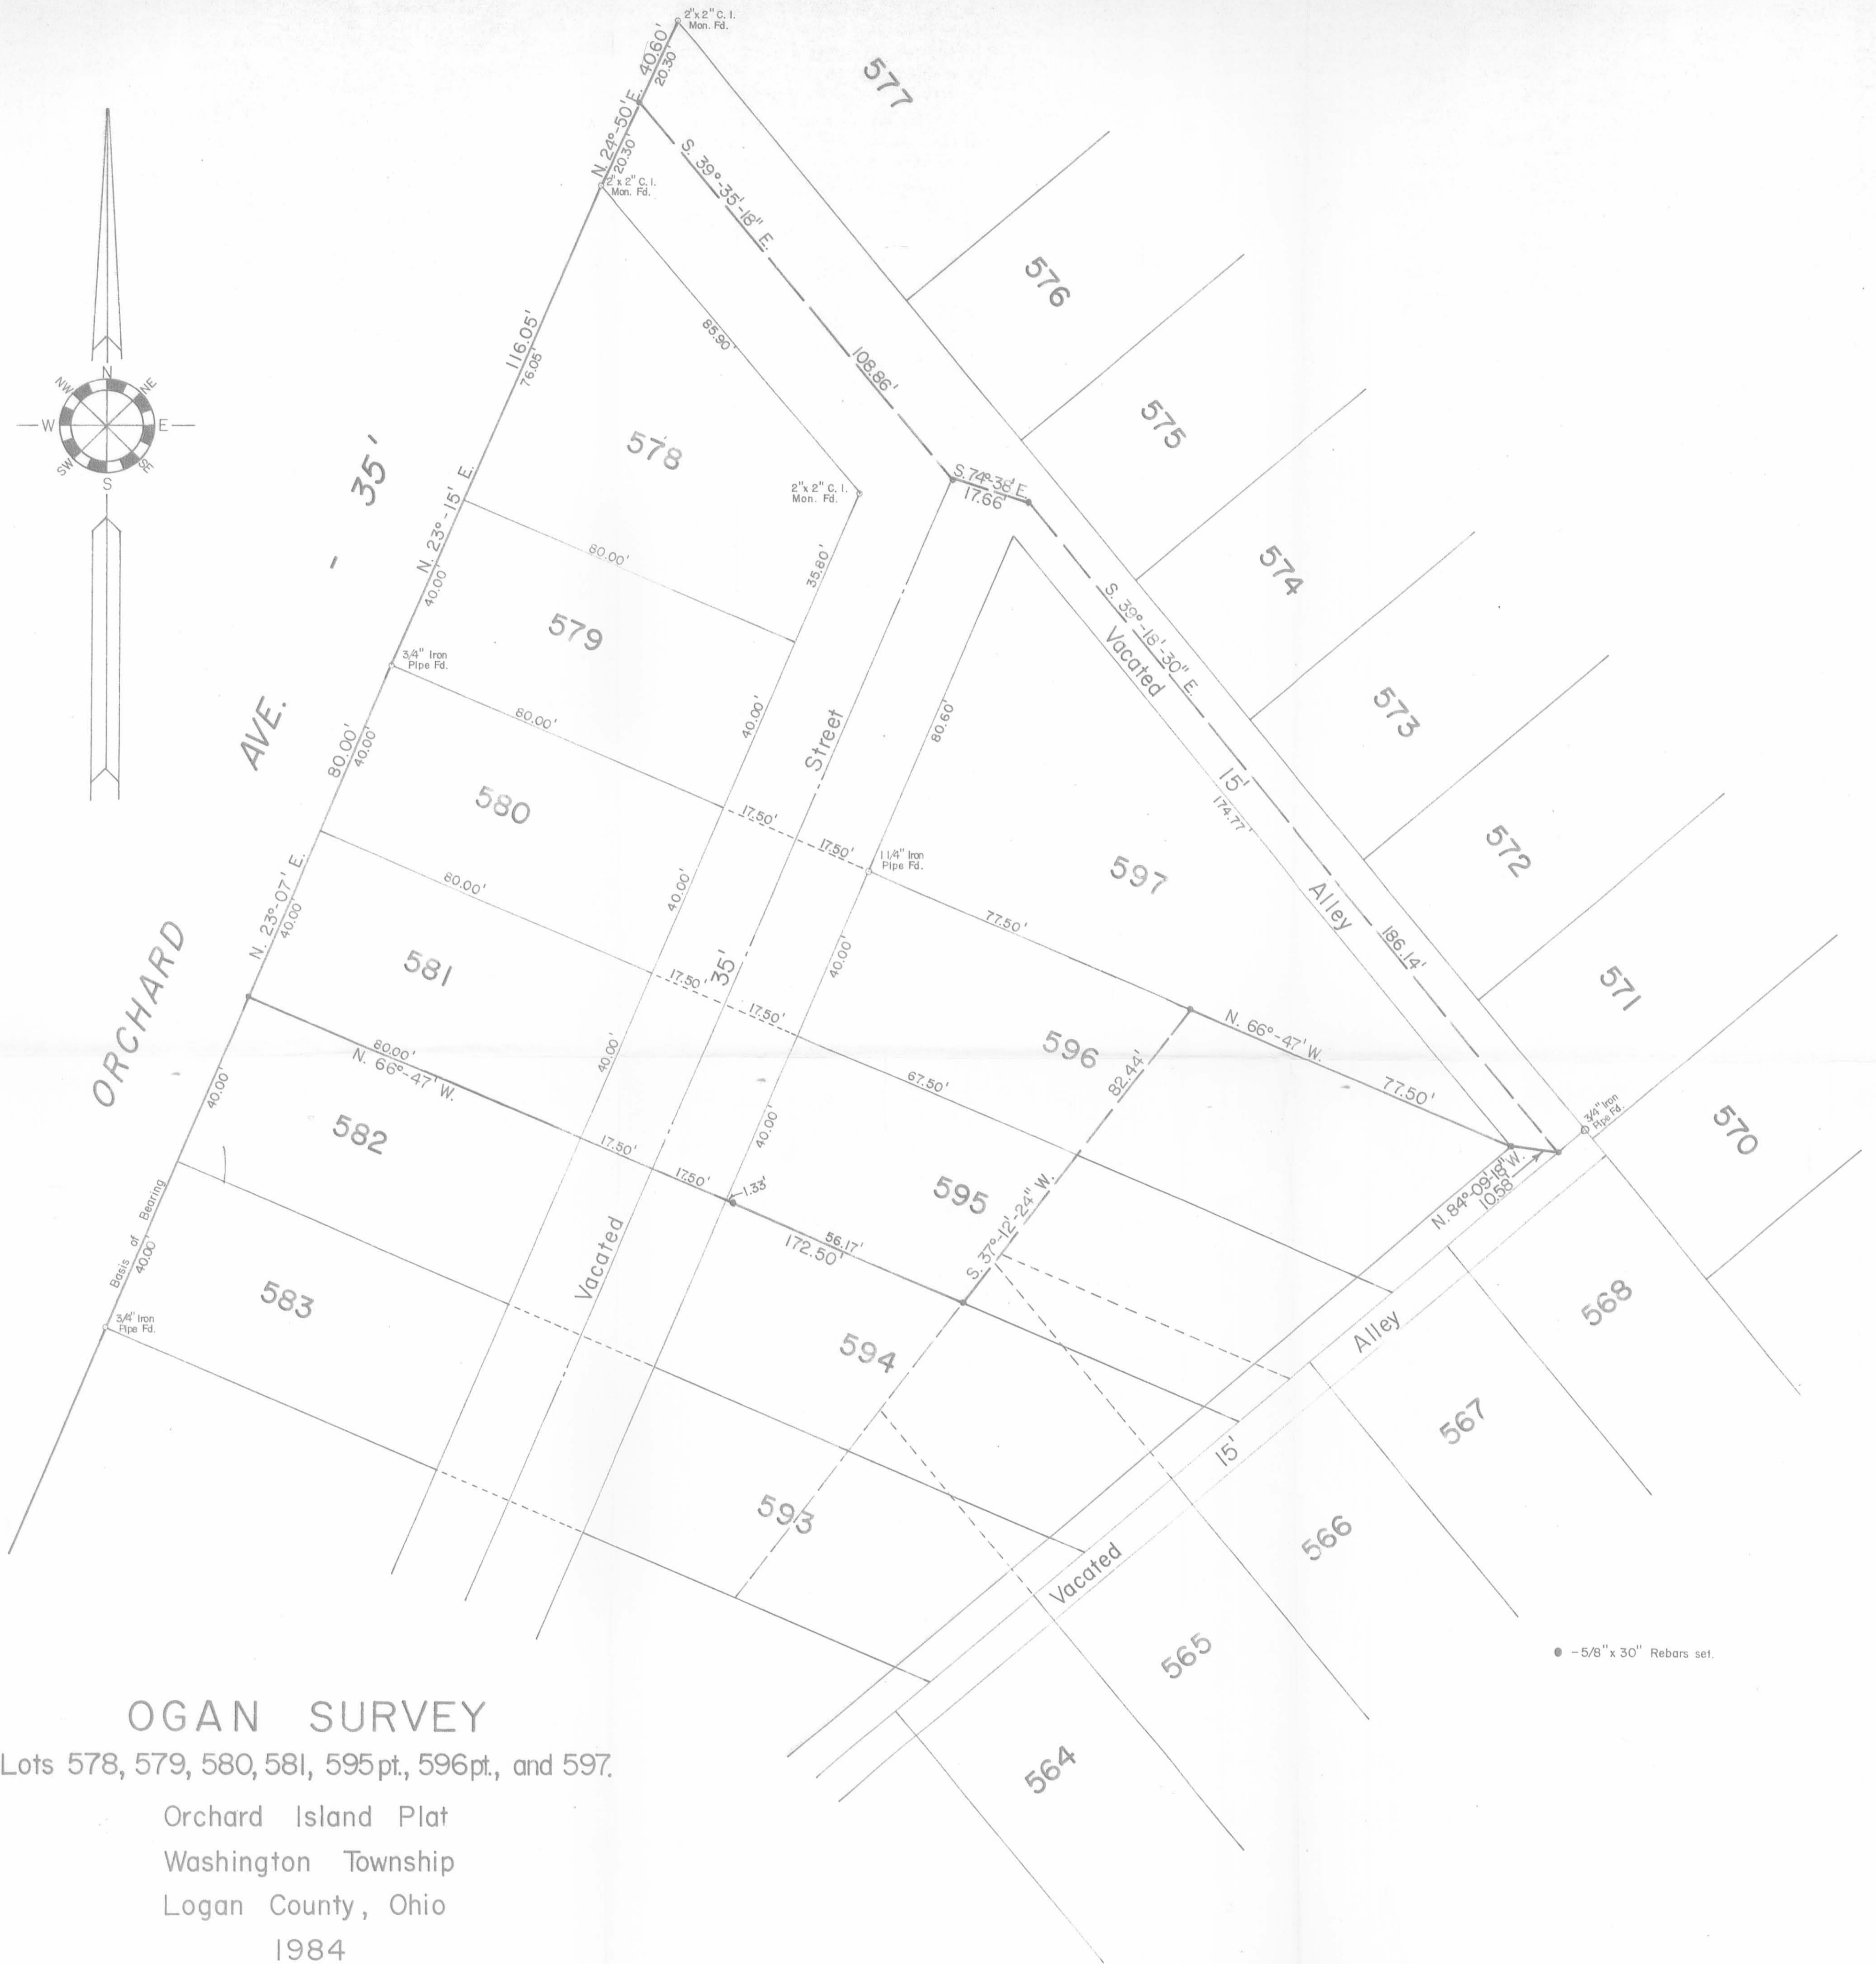 2"x 2" C. I.
Mon. Fd.
40.60'
20.30'
N. 24°-50' E.
20.30'
2" x 2" C. I.
Mon. Fd.
577
S. 39°-35'-18" E.
108.86'
576
85.90'
116.05'
76.05'
N
NW
NE
W
E
SW
SE
S
578
575
35'
-
N. 23°-15' E.
40.00'
2"x 2" C. I.
Mon. Fd.
S. 74°-38' E.
17.66'
80.00'
35.80'
574
579
S. 39°-18'-30" E.
Vacated
3/4" Iron
Pipe Fd.
AVE.
80.00'
40.00'
Street
80.60'
573
80.00'
40.00'
15'
174.77'
580
17.50'
17.50'
1 1/4" Iron
Pipe Fd.
597
572
N. 23°-07' E.
40.00'
80.00'
40.00'
77.50'
Alley
186.14'
ORCHARD
581
17.50'
35'
40.00'
17.50'
571
596
N. 66°-47' W.
77.50'
80.00'
N. 66°-47' W.
40.00'
40.00'
67.50'
82.44'
3/4" Iron
Pipe Fd.
570
582
17.50'
40.00'
17.50'
1.33'
595
N. 84°-09'-18" W.
10.58'
Basis of Bearing
40.00'
Vacated
56.17'
172.50'
S. 37°-12'-24" W.
568
583
3/4" Iron
Pipe Fd.
594
Alley
567
15'
593
566
Vacated
565
564
● - 5/8" x 30" Rebars set.
OGAN SURVEY
Lots 578, 579, 580, 581, 595pt., 596pt., and 597.
Orchard Island Plat
Washington Township
Logan County, Ohio
1984